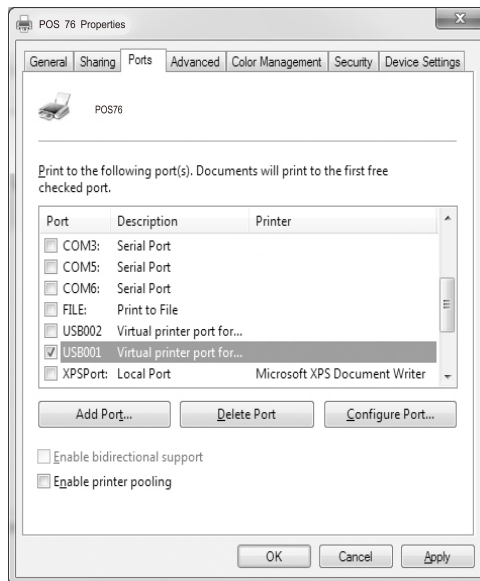 POS 76 Properties
General Sharing Ports Advanced Color Management Security Device Settings
POS76
Print to the following port(s). Documents will print to the first free
checked port.
Port Description Printer
COM3: Serial Port
COM5: Serial Port
COM6: Serial Port
FILE: Print to File
USB002 Virtual printer port for...
USB001 Virtual printer port for...
XPSPort: Local Port Microsoft XPS Document Writer
Add Port... Delete Port Configure Port...
Enable bidirectional support
Enable printer pooling
OK Cancel Apply